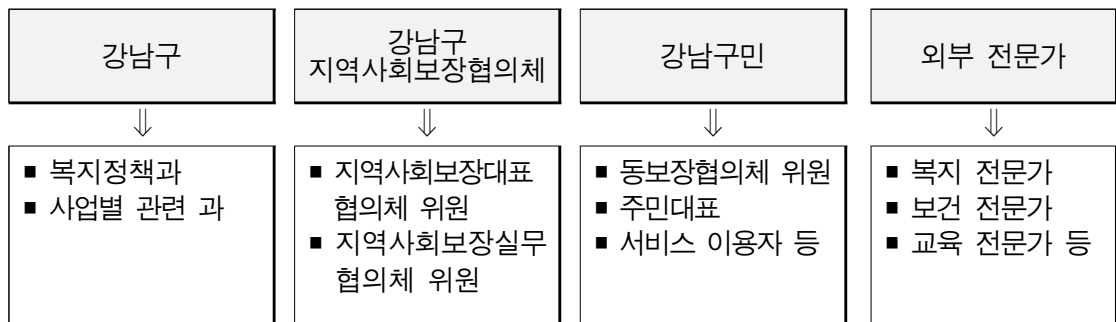 강남구
⇓
■ 복지정책과
■ 사업별 관련 과
강남구
지역사회보장협의체
⇓
■ 지역사회보장대표
협의체 위원
■ 지역사회보장실무
협의체 위원
강남구민
⇓
■ 동보장협의체 위원
■ 주민대표
■ 서비스 이용자 등
외부 전문가
⇓
■ 복지 전문가
■ 보건 전문가
■ 교육 전문가 등